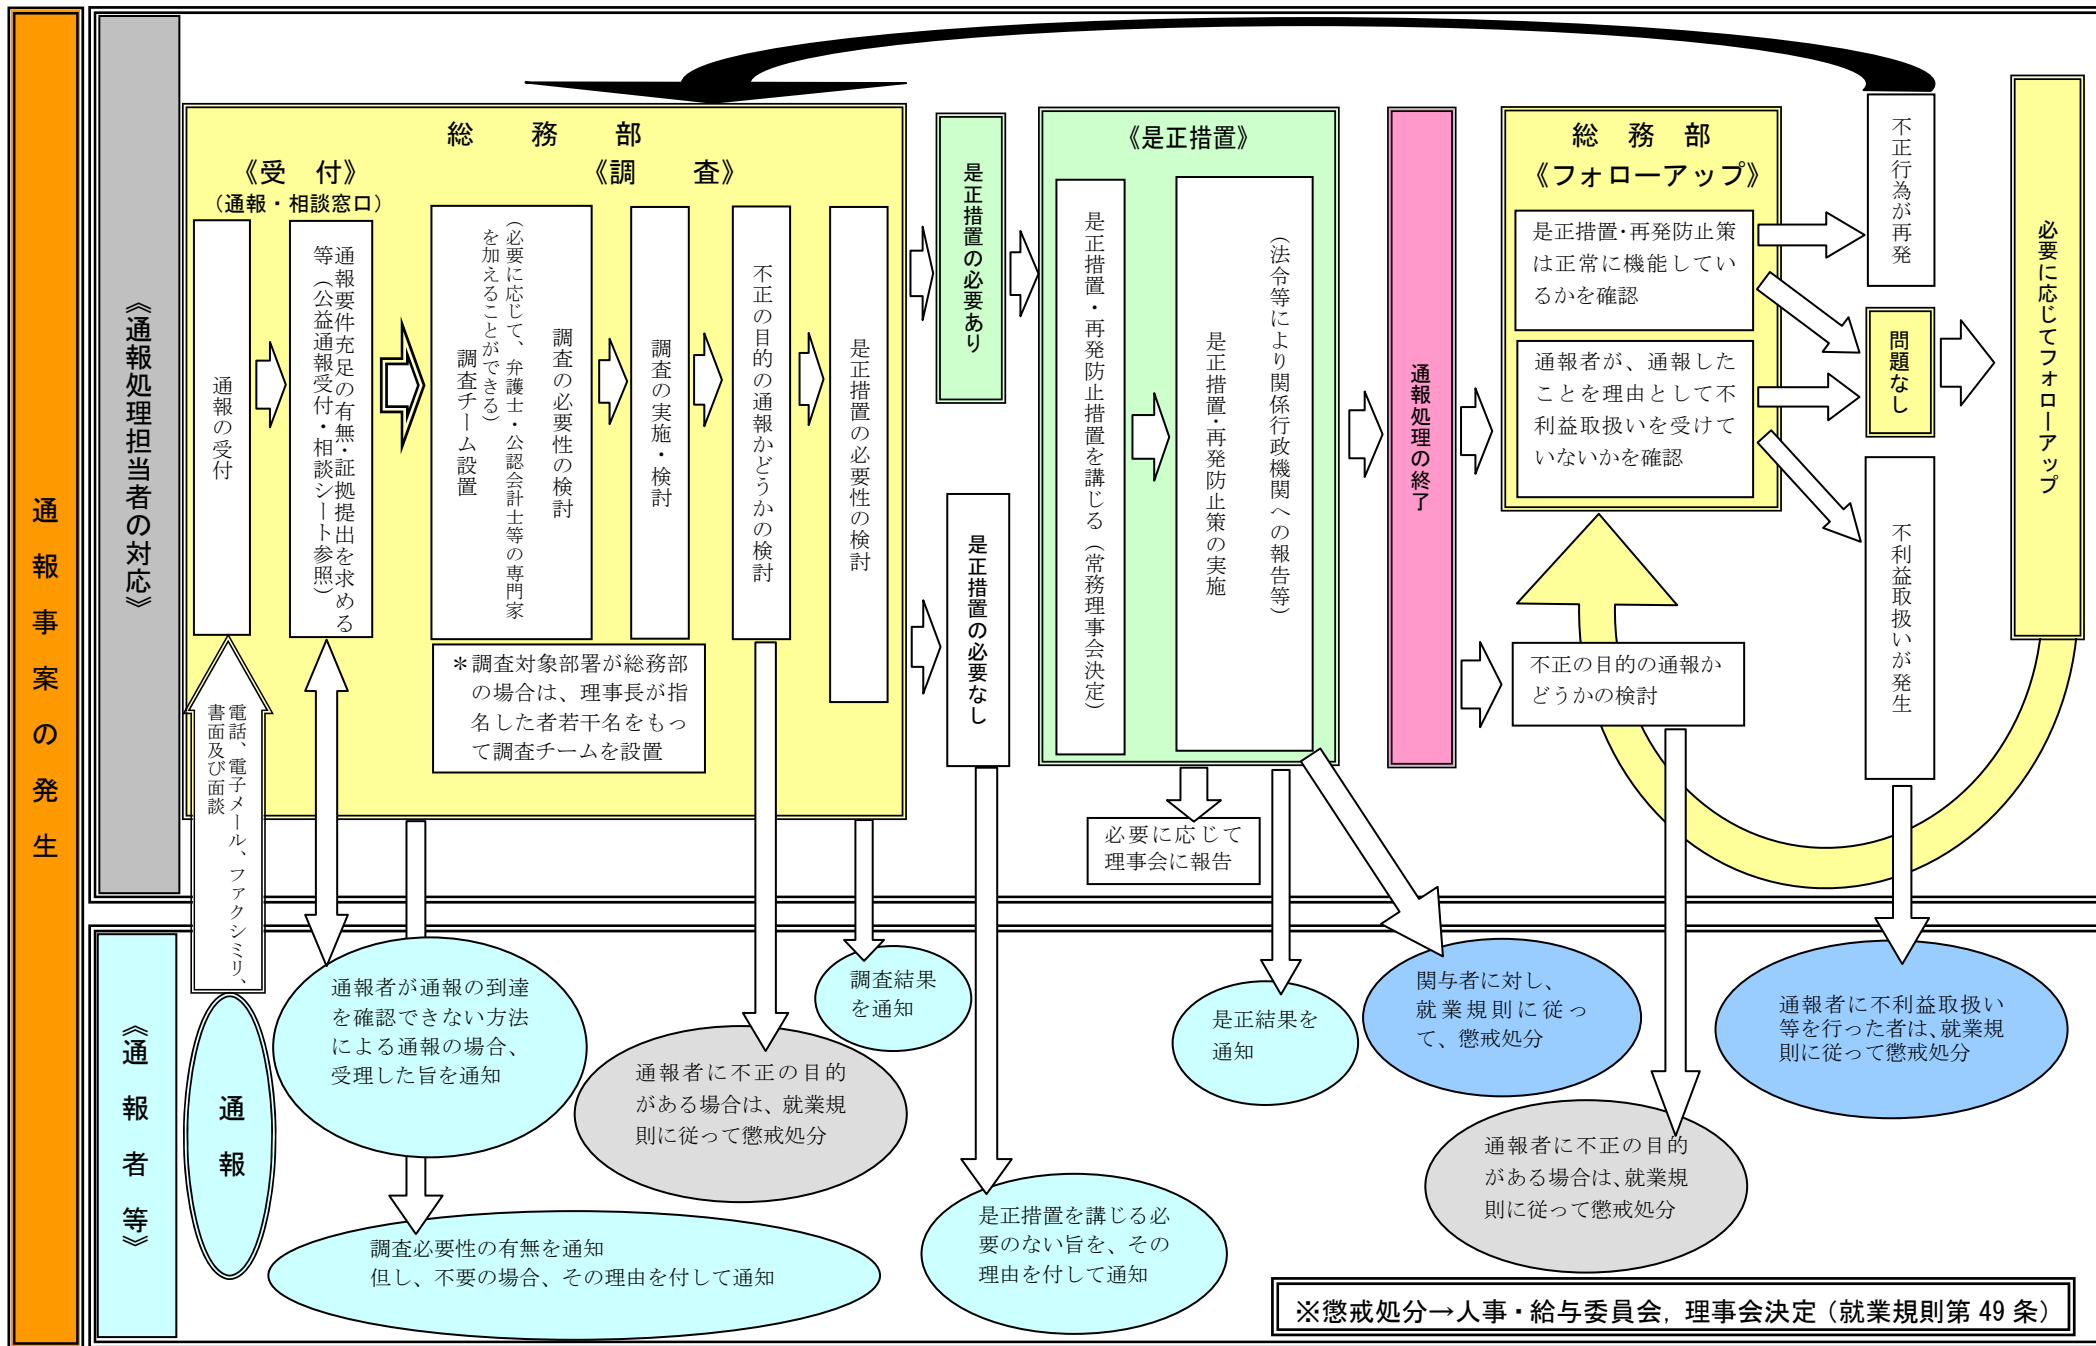 通報事案の発生
《通報処理担当者の対応》
総務部
《受付》
《調査》
（通報・相談窓口）
通報の受付
通報要件充足の有無・証拠提出を求める
等（公益通報受付・相談シート参照）
調査の必要性の検討
（必要に応じて、弁護士・公認会計士等の専門家
を加えることができる）
調査チーム設置
調査の実施・検討
不正の目的の通報かどうかの検討
是正措置の必要性の検討
＊調査対象部署が総務部
の場合は、理事長が指
名した者若干名をもっ
て調査チームを設置
是正措置の必要あり
是正措置の必要なし
《是正措置》
是正措置・再発防止措置を講じる（常務理事会決定）
（法令等により関係行政機関への報告等）
是正措置・再発防止策の実施
必要に応じて
理事会に報告
通報処理の終了
総務部
《フォローアップ》
是正措置・再発防止策
は正常に機能してい
るかを確認
通報者が、通報した
ことを理由として不
利益取扱いを受けて
いないかを確認
不正の目的の通報か
どうかの検討
不正行為が再発
問題なし
不利益取扱いが発生
必要に応じてフォローアップ
電話、電子メール、ファクシミリ、
書面及び面談
《通報者等》
通報
通報者が通報の到達
を確認できない方法
による通報の場合、
受理した旨を通知
調査必要性の有無を通知
但し、不要の場合、その理由を付して通知
通報者に不正の目的
がある場合は、就業規
則に従って懲戒処分
調査結果
を通知
是正措置を講じる必
要のない旨を、その
理由を付して通知
是正結果を
通知
関与者に対し、
就業規則に従っ
て、懲戒処分
通報者に不正の目的
がある場合は、就業規
則に従って懲戒処分
通報者に不利益取扱い
等を行った者は、就業規
則に従って懲戒処分
※懲戒処分→人事・給与委員会，理事会決定（就業規則第49条）